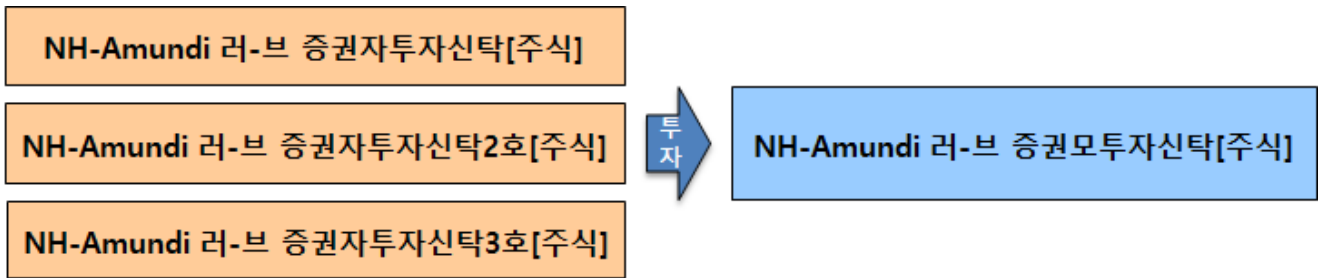 NH-Amundi 러-브 증권자투자신탁[주식]
NH-Amundi 러-브 증권자투자신탁2호[주식]
NH-Amundi 러-브 증권자투자신탁3호[주식]
투
자
NH-Amundi 러-브 증권모투자신탁[주식]